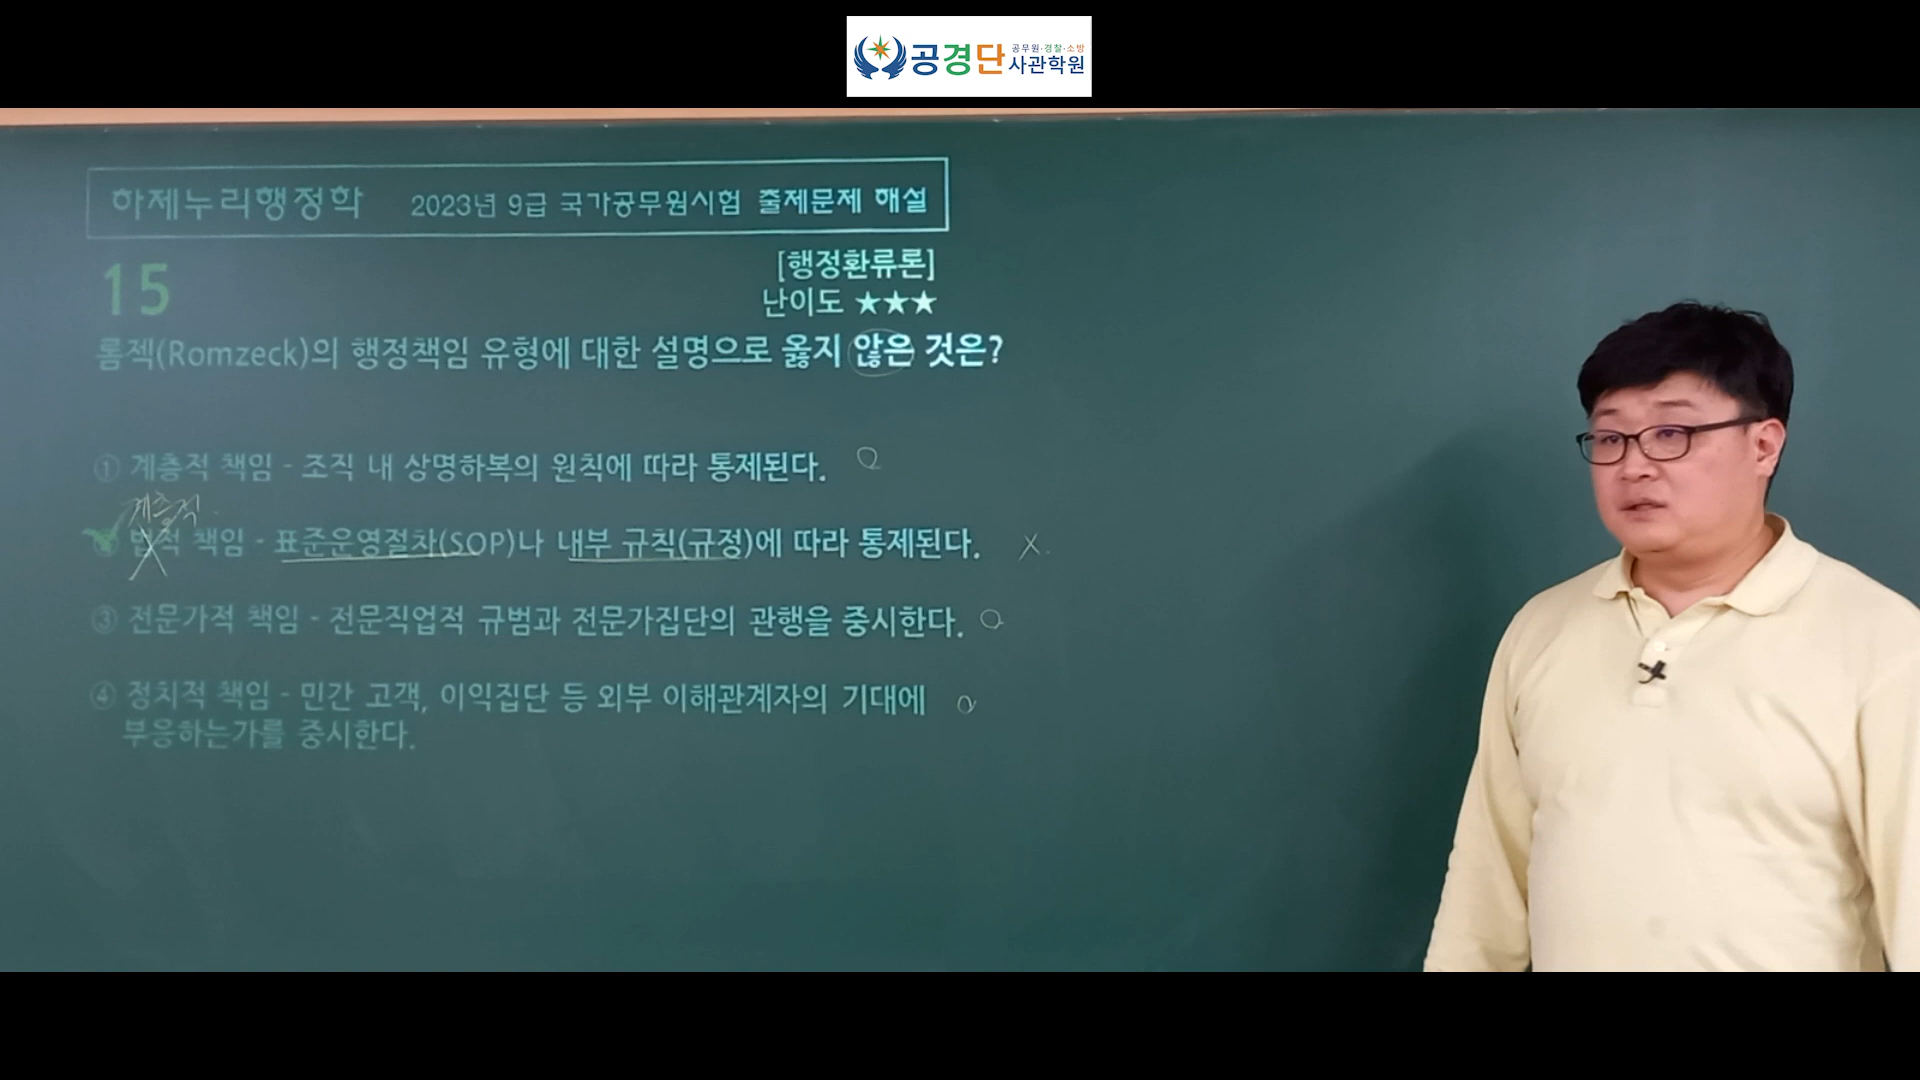 공경단 공무원·경찰·소방
사관학원
하제누리행정학 2023년 9급 국가공무원시험 출제문제 해설
15
[행정환류론]
난이도 ★★★
롬젝(Romzeck)의 행정책임 유형에 대한 설명으로 옳지 않은 것은?
① 계층적 책임 - 조직 내 상명하복의 원칙에 따라 통제된다. O
계층적
② 법적 책임 - 표준운영절차(SOP)나 내부 규칙(규정)에 따라 통제된다. X
③ 전문가적 책임 - 전문직업적 규범과 전문가집단의 관행을 중시한다. O
④ 정치적 책임 - 민간 고객, 이익집단 등 외부 이해관계자의 기대에 O
부응하는가를 중시한다.